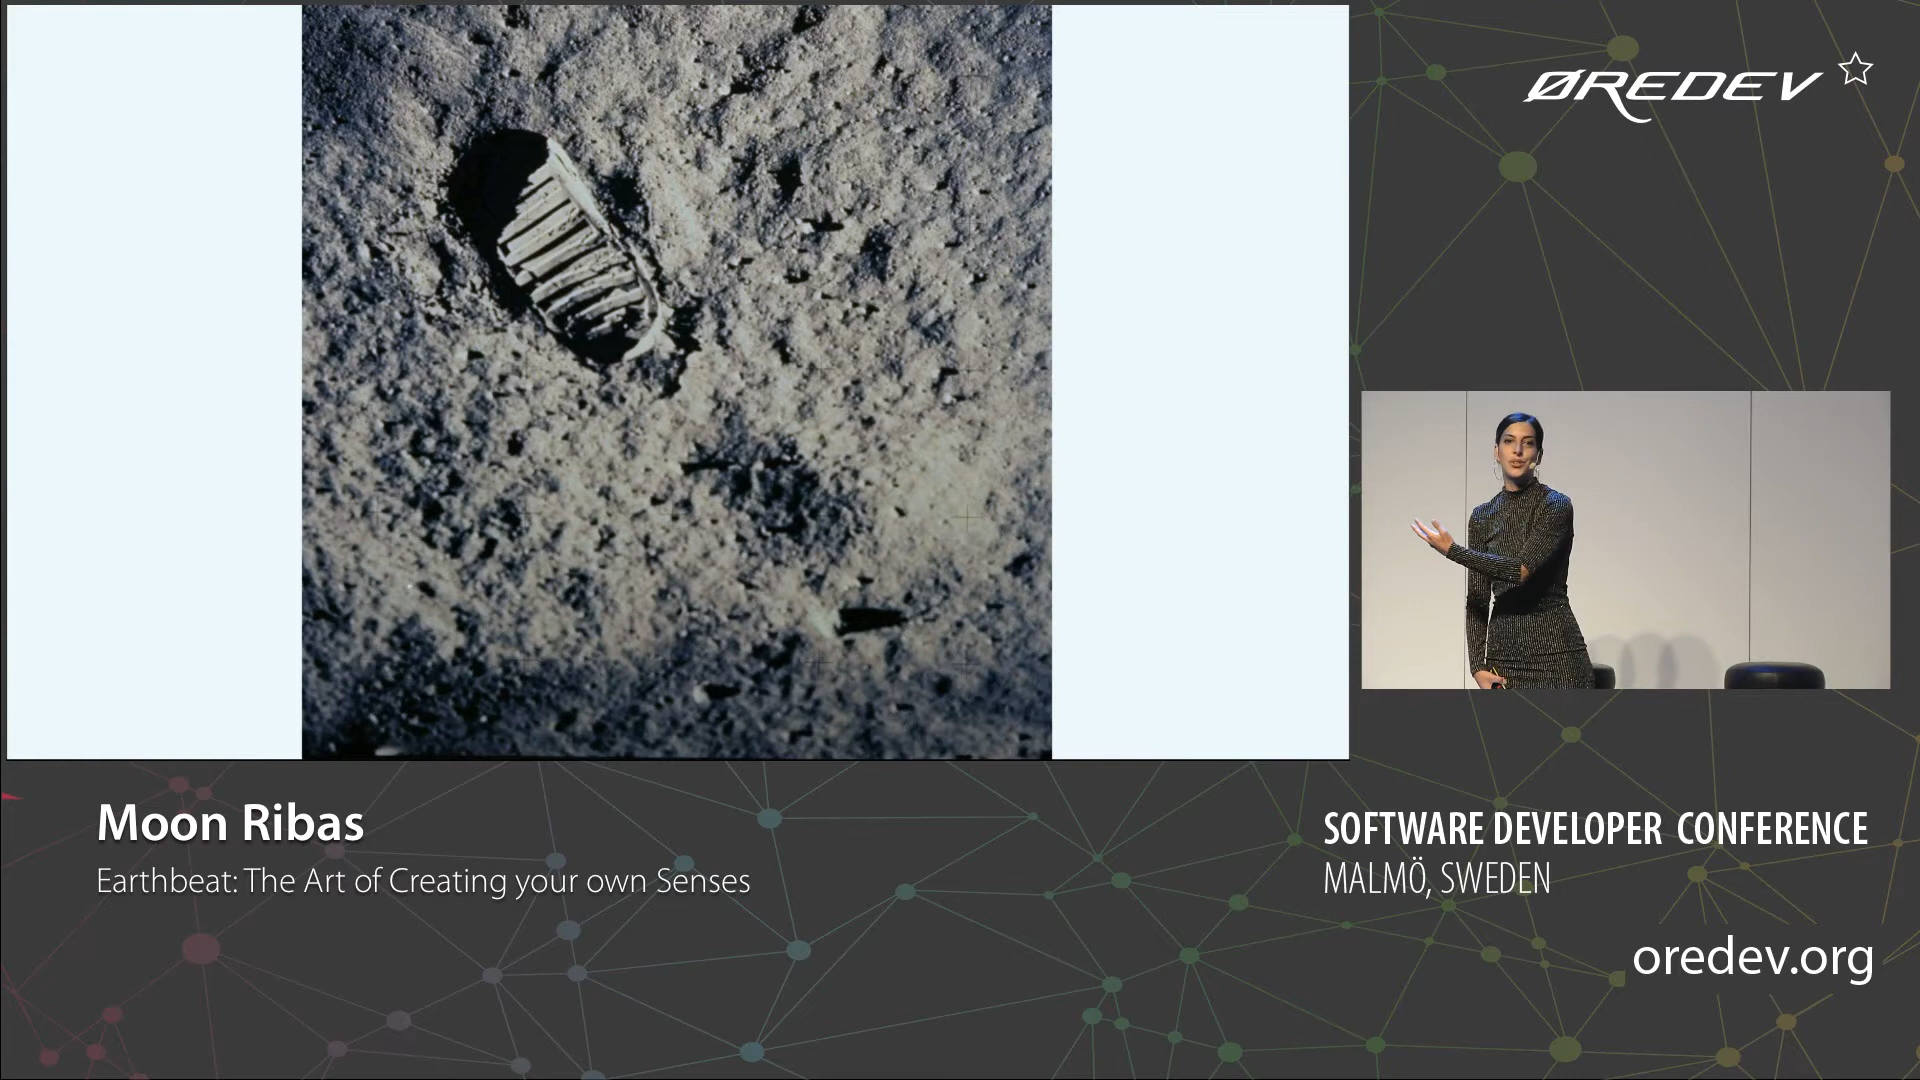 ØREDEV
Moon Ribas
Earthbeat: The Art of Creating your own Senses
SOFTWARE DEVELOPER CONFERENCE
MALMÖ, SWEDEN
oredev.org